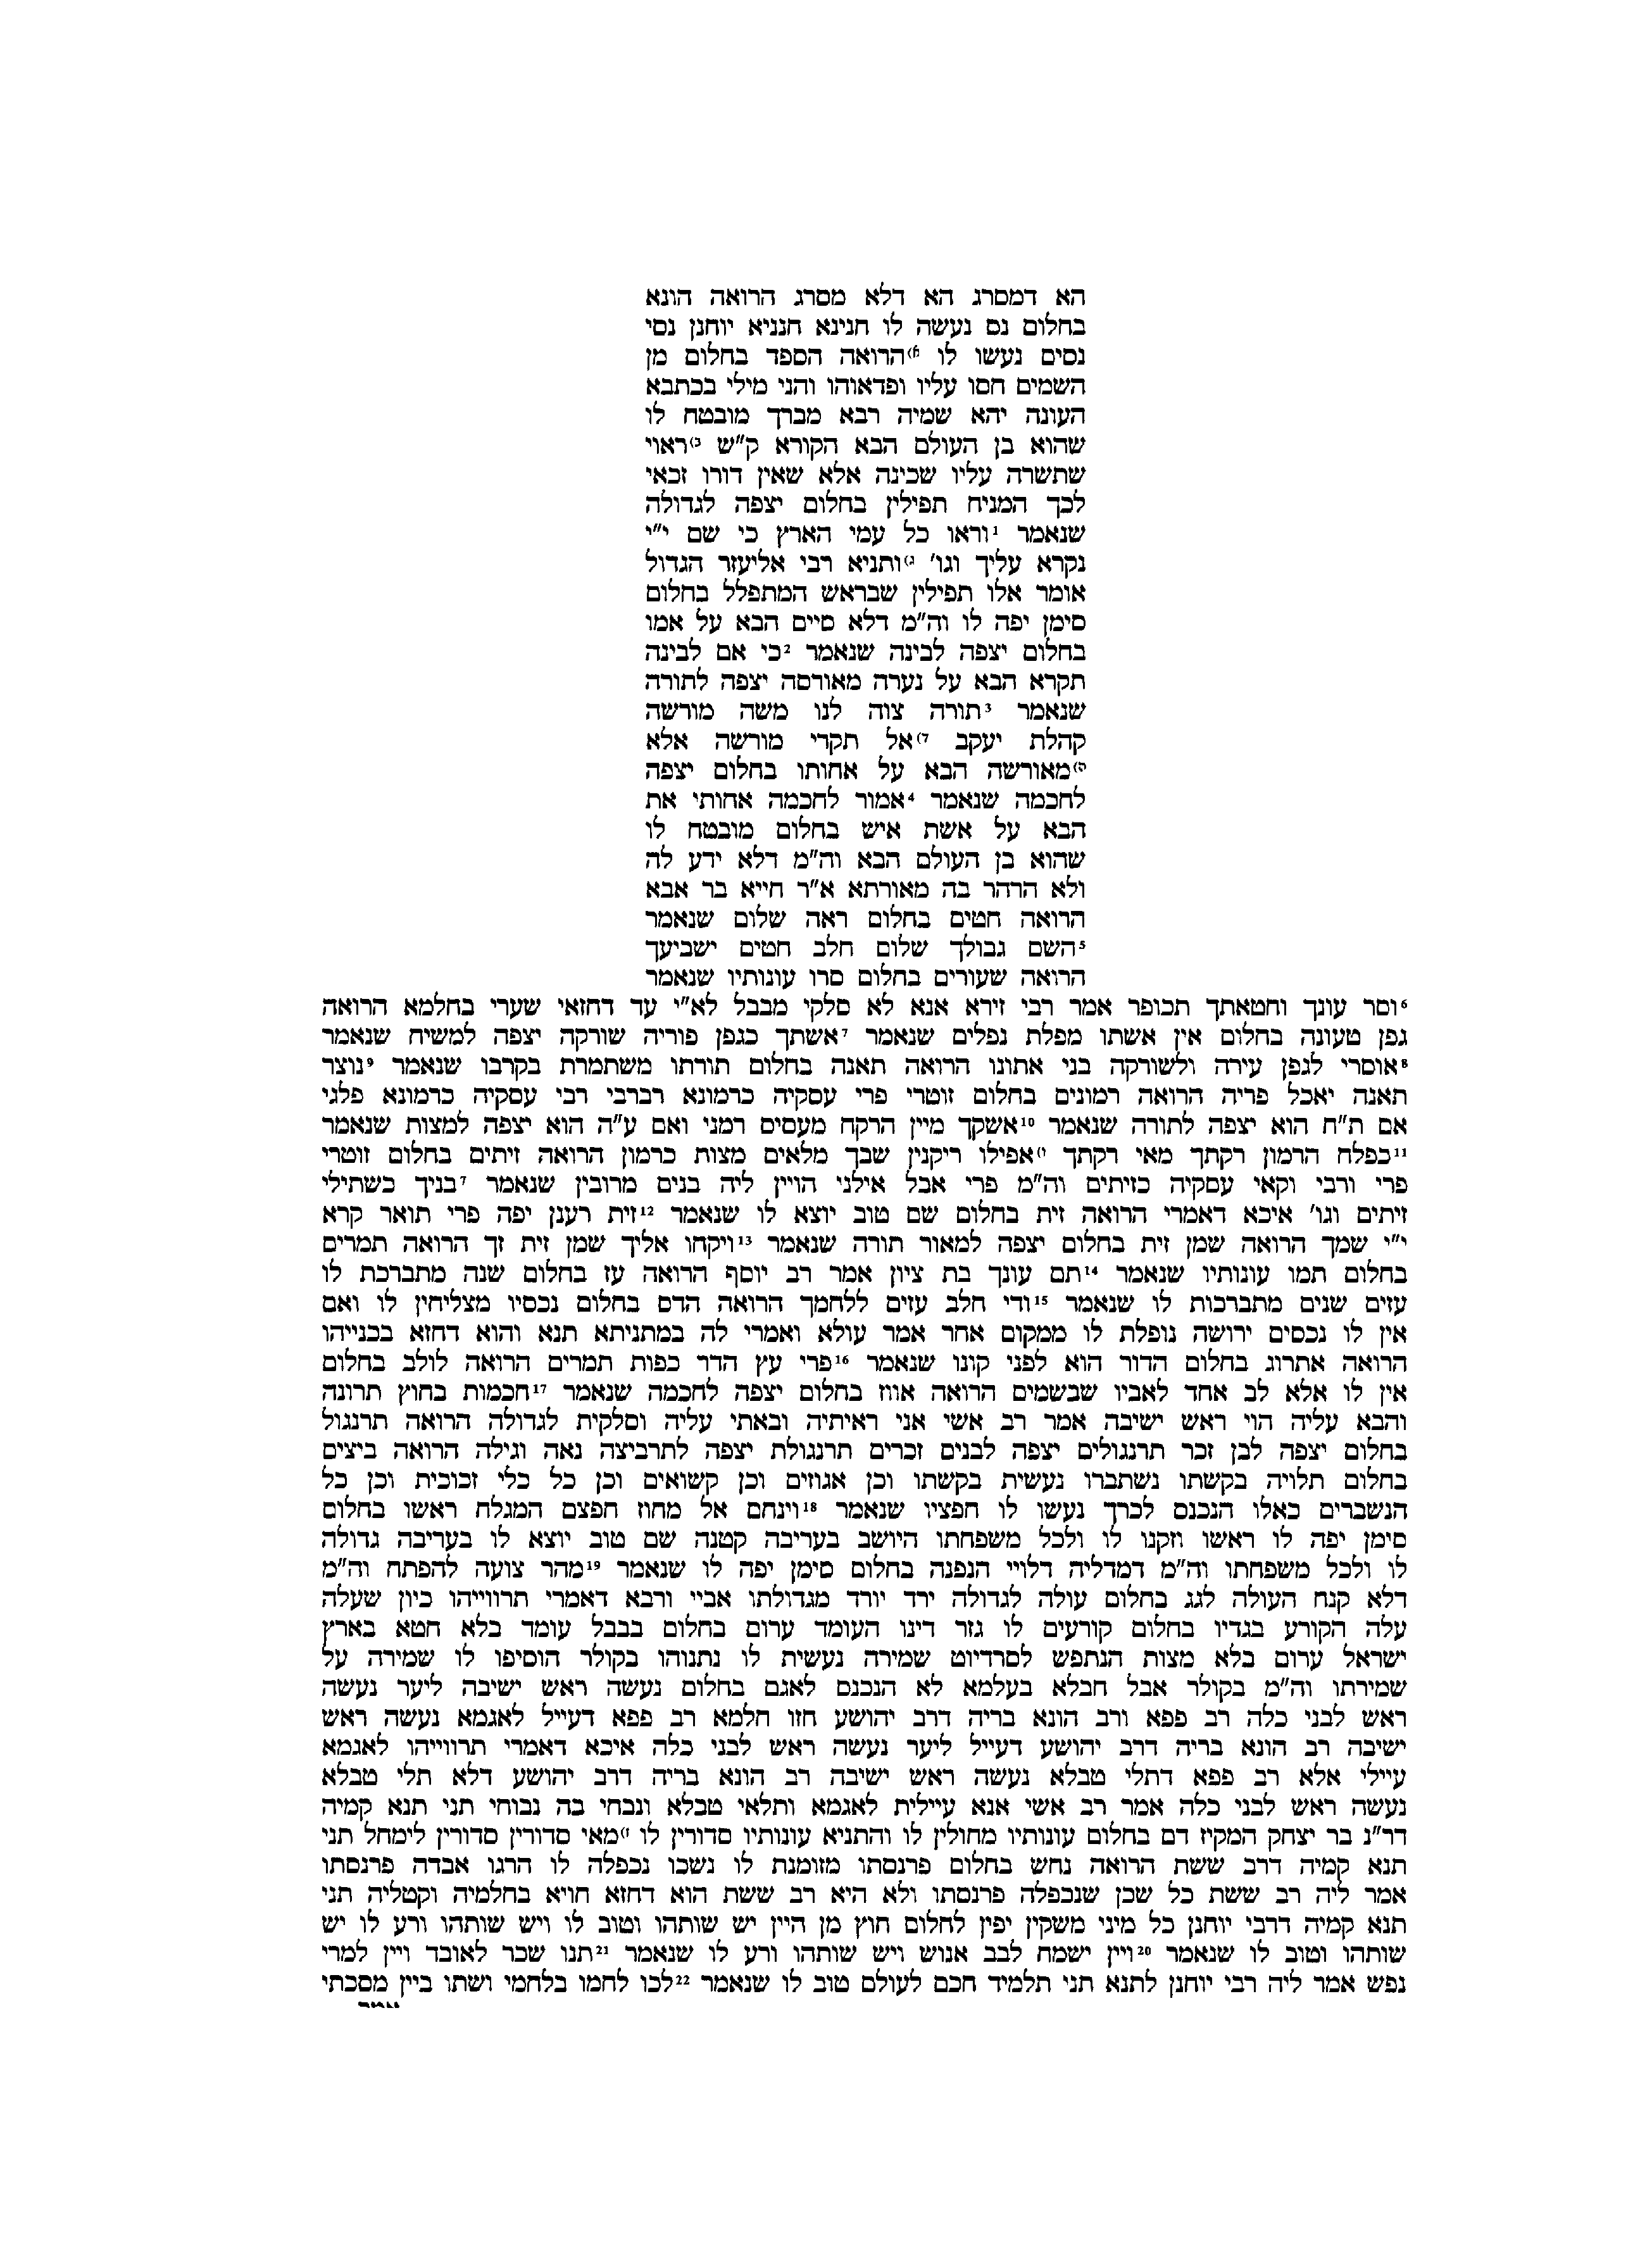 הא דמסרג הא דלא מסרג הרואה הונא
בחלום נס נעשה לו חנינא חנניא יוחנן נסי
נסים נעשו לו א)הרואה הספד בחלום מן
השמים חסו עליו ופדאוהו והני מילי בכתבא
העונה יהא שמיה רבא מברך מובטח לו
שהוא בן העולם הבא הקורא ק"ש ב)ראוי
שתשרה עליו שכינה אלא שאין דורו זכאי
לכך המניח תפילין בחלום יצפה לגדולה
שנאמר 1וראו כל עמי הארץ כי שם י"י
נקרא עליך וגו' ג)ותניא רבי אליעזר הגדול
אומר אלו תפילין שבראש המתפלל בחלום
סימן יפה לו וה"מ דלא סיים הבא על אמו
בחלום יצפה לבינה שנאמר 2כי אם לבינה
תקרא הבא על נערה מאורסה יצפה לתורה
שנאמר 3תורה צוה לנו משה מורשה
קהלת יעקב ד)אל תקרי מורשה אלא
ה)מאורשה הבא על אחותו בחלום יצפה
לחכמה שנאמר 4אמור לחכמה אחותי את
הבא על אשת איש בחלום מובטח לו
שהוא בן העולם הבא וה"מ דלא ידע לה
ולא הרהר בה מאורתא א"ר חייא בר אבא
הרואה חטים בחלום ראה שלום שנאמר
5השם גבולך שלום חלב חטים ישביעך
הרואה שעורים בחלום סרו עונותיו שנאמר
6וסר עונך וחטאתך תכופר אמר רבי זירא אנא לא סלקי מבבל לא"י עד דחזאי שערי בחלמא הרואה
גפן טעונה בחלום אין אשתו מפלת נפלים שנאמר 7אשתך כגפן פוריה שורקה יצפה למשיח שנאמר
8אוסרי לגפן עירה ולשורקה בני אתונו הרואה תאנה בחלום תורתו משתמרת בקרבו שנאמר 9נוצר
תאנה יאכל פריה הרואה רמונים בחלום זוטרי פרי עסקיה כרמונא רברבי רבי עסקיה כרמונא פלגי
אם ת"ח הוא יצפה לתורה שנאמר 10אשקך מיין הרקח מעסים רמני ואם ע"ה הוא יצפה למצות שנאמר
11כפלח הרמון רקתך מאי רקתך ו)אפילו ריקנין שבך מלאים מצות כרמון הרואה זיתים בחלום זוטרי
פרי ורבי וקאי עסקיה כזיתים וה"מ פרי אבל אילני הויין ליה בנים מרובין שנאמר 7בניך כשתילי
זיתים וגו' איכא דאמרי הרואה זית בחלום שם טוב יוצא לו שנאמר 12זית רענן יפה פרי תואר קרא
י"י שמך הרואה שמן זית בחלום יצפה למאור תורה שנאמר 13ויקחו אליך שמן זית זך הרואה תמרים
בחלום תמו עונותיו שנאמר 14תם עונך בת ציון אמר רב יוסף הרואה עז בחלום שנה מתברכת לו
עזים שנים מתברכות לו שנאמר 15ודי חלב עזים ללחמך הרואה הדס בחלום נכסיו מצליחין לו ואם
אין לו נכסים ירושה נופלת לו ממקום אחר אמר עולא ואמרי לה במתניתא תנא והוא דחזא בכנייהו
הרואה אתרוג בחלום הדור הוא לפני קונו שנאמר 16פרי עץ הדר כפות תמרים הרואה לולב בחלום
אין לו אלא לב אחד לאביו שבשמים הרואה אווז בחלום יצפה לחכמה שנאמר 17חכמות בחוץ תרונה
והבא עליה הוי ראש ישיבה אמר רב אשי אני ראיתיה ובאתי עליה וסלקית לגדולה הרואה תרנגול
בחלום יצפה לבן זכר תרנגולים יצפה לבנים זכרים תרנגולת יצפה לתרביצה נאה וגילה הרואה ביצים
בחלום תלויה בקשתו נשתברו נעשית בקשתו וכן אגוזים וכן קשואים וכן כל כלי זכוכית וכן כל
הנשברים כאלו הנכנס לכרך נעשו לו חפציו שנאמר 18וינחם אל מחוז חפצם המגלח ראשו בחלום
סימן יפה לו ראשו וזקנו לו ולכל משפחתו היושב בעריבה קטנה שם טוב יוצא לו בעריבה גדולה
לו ולכל משפחתו וה"מ דמדליה דלויי הנפנה בחלום סימן יפה לו שנאמר 19מהר צועה להפתח וה"מ
דלא קנח העולה לגג בחלום עולה לגדולה ירד יורד מגדולתו אביי ורבא דאמרי תרווייהו כיון שעלה
עלה הקורע בגדיו בחלום קורעים לו גזר דינו העומד ערום בחלום בבבל עומד בלא חטא בארץ
ישראל ערום בלא מצות הנתפש לסרדיוט שמירה נעשית לו נתנוהו בקולר הוסיפו לו שמירה על
שמירתו וה"מ בקולר אבל חבלא בעלמא לא הנכנס לאגם בחלום נעשה ראש ישיבה ליער נעשה
ראש לבני כלה רב פפא ורב הונא בריה דרב יהושע חזו חלמא רב פפא דעייל לאגמא נעשה ראש
ישיבה רב הונא בריה דרב יהושע דעייל ליער נעשה ראש לבני כלה איכא דאמרי תרווייהו לאגמא
עיילי אלא רב פפא דתלי טבלא נעשה ראש ישיבה רב הונא בריה דרב יהושע דלא תלי טבלא
נעשה ראש לבני כלה אמר רב אשי אנא עיילית לאגמא ותלאי טבלא ונבחי בה נבוחי תני תנא קמיה
דר"נ בר יצחק המקיז דם בחלום עונותיו מחולין לו והתניא עונותיו סדורין לו ז)מאי סדורין סדורין לימחל תני
תנא קמיה דרב ששת הרואה נחש בחלום פרנסתו מזומנת לו נשכו נכפלה לו הרגו אבדה פרנסתו
אמר ליה רב ששת כל שכן שנכפלה פרנסתו ולא היא רב ששת הוא דחזא חויא בחלמיה וקטליה תני
תנא קמיה דרבי יוחנן כל מיני משקין יפין לחלום חוץ מן היין יש שותהו וטוב לו ויש שותהו ורע לו יש
שותהו וטוב לו שנאמר 20ויין ישמח לבב אנוש ויש שותהו ורע לו שנאמר 21תנו שכר לאובד ויין למרי
נפש אמר ליה רבי יוחנן לתנא תני תלמיד חכם לעולם טוב לו שנאמר 22לכו לחמו בלחמי ושתו ביין מסכתי